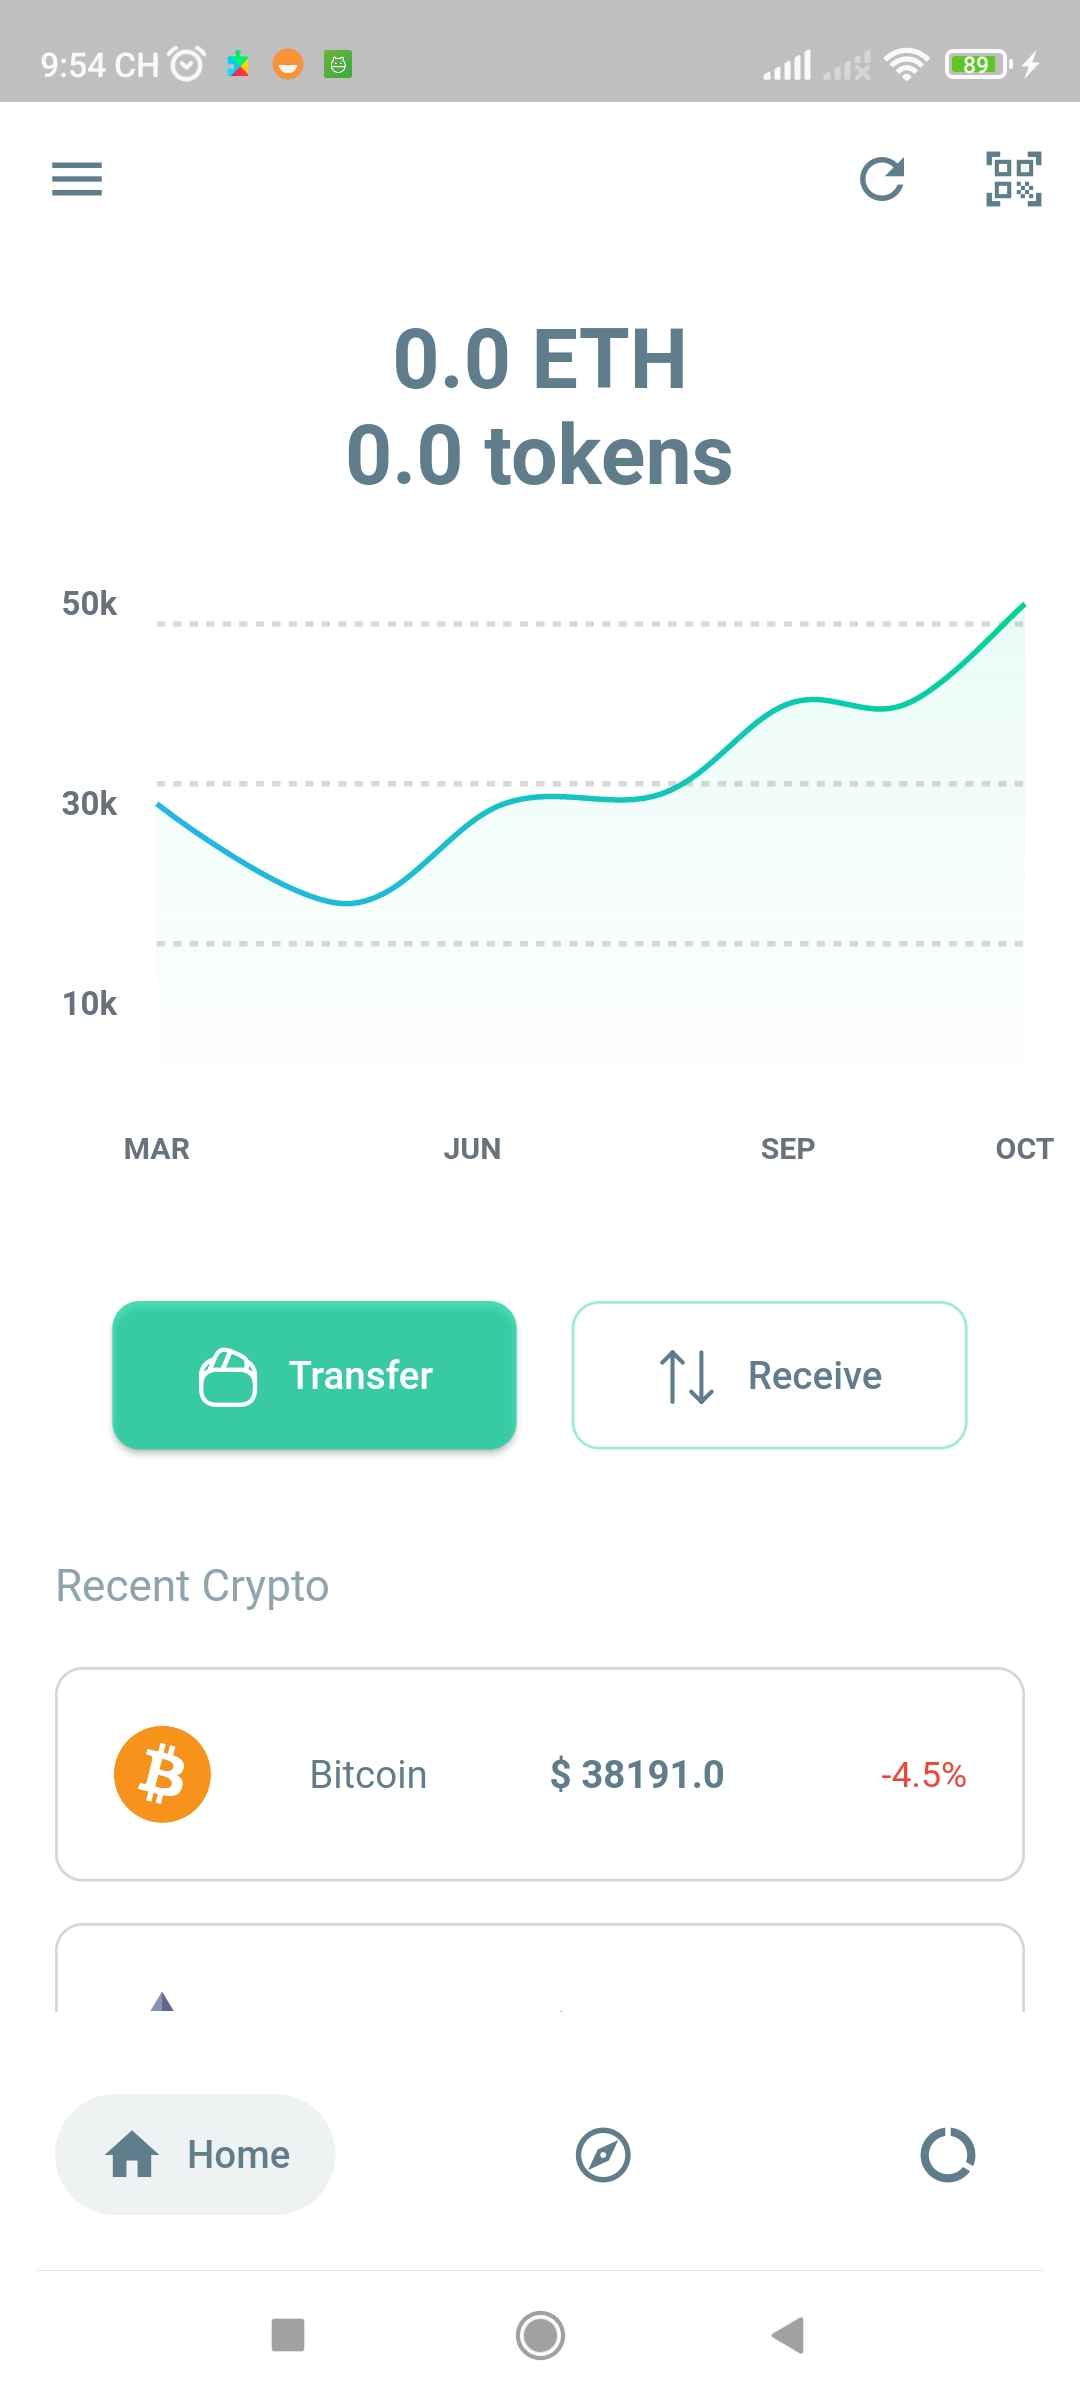 9:54 CH
89
0.0 ETH
0.0 tokens
50k
30k
10k
MAR JUN SEP OCT
Transfer
Receive
Recent Crypto
Bitcoin $ 38191.0 -4.5%
Home